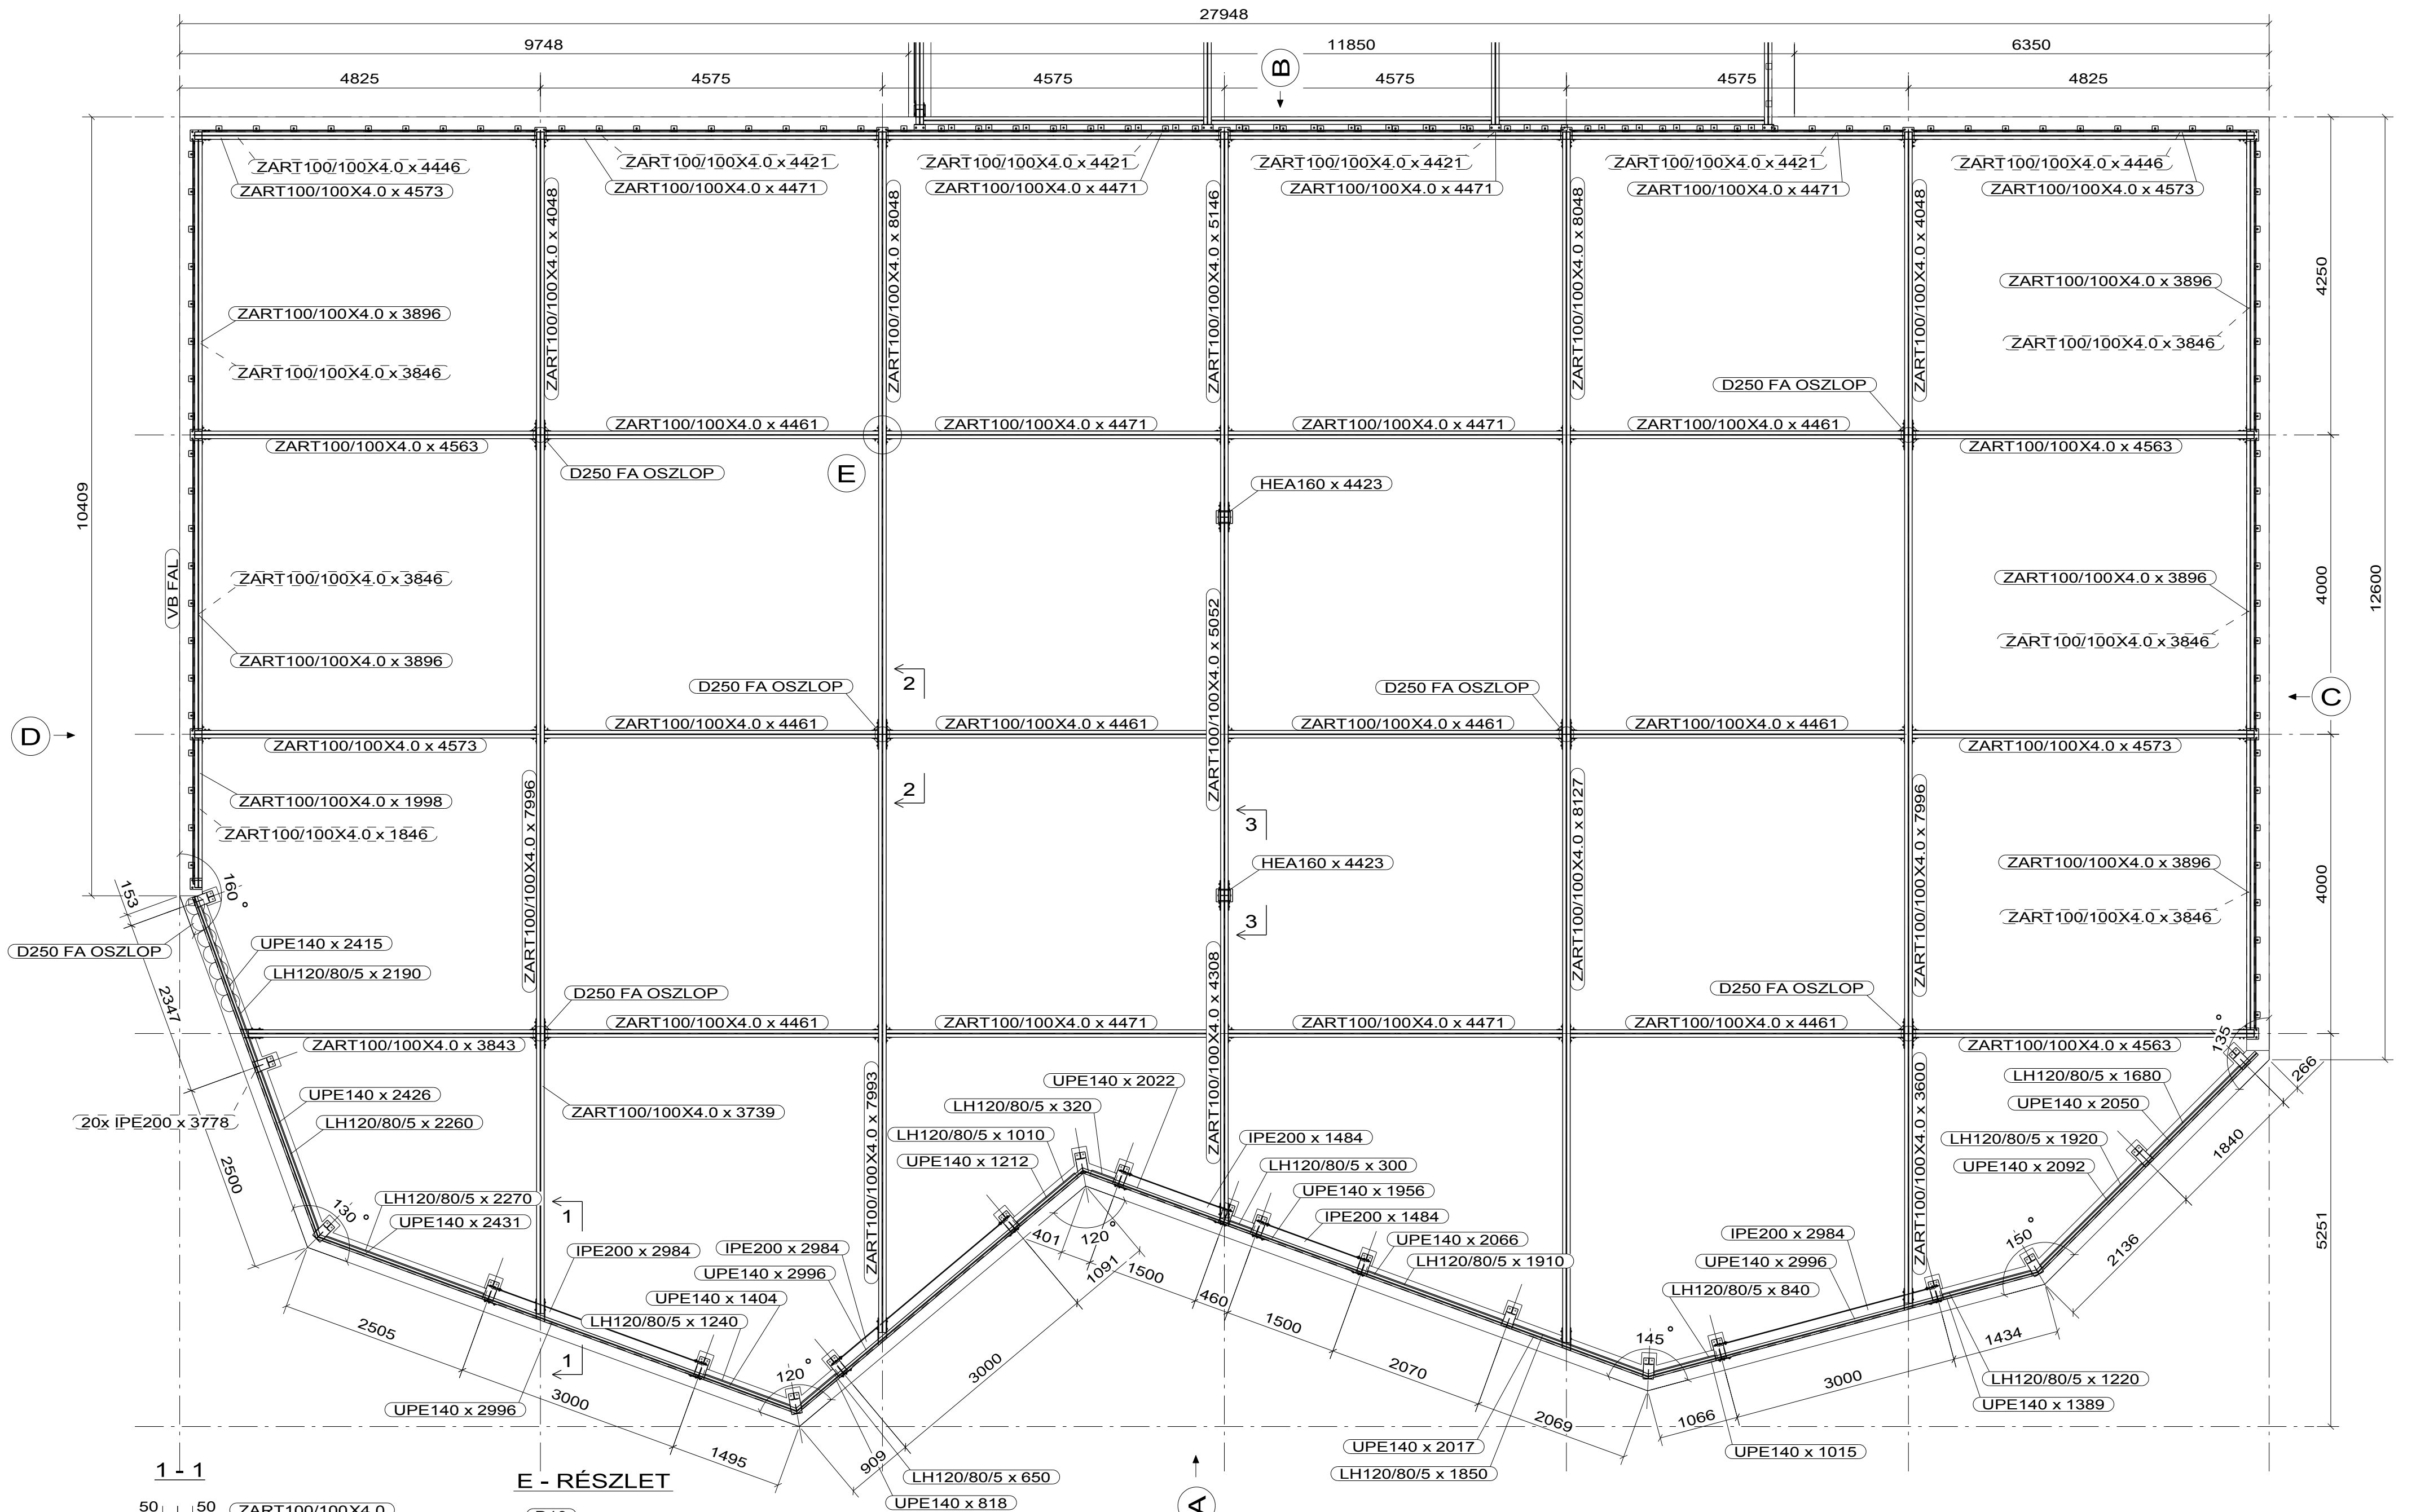 27948
9748
11850
6350
B
4825
4575
4575
4575
4575
4825
ZART100/100X4.0 x 4446
ZART100/100X4.0 x 4573
ZART100/100X4.0 x 4421
ZART100/100X4.0 x 4471
ZART100/100X4.0 x 4421
ZART100/100X4.0 x 4471
ZART100/100X4.0 x 4421
ZART100/100X4.0 x 4471
ZART100/100X4.0 x 4421
ZART100/100X4.0 x 4471
ZART100/100X4.0 x 4446
ZART100/100X4.0 x 4573
ZART100/100X4.0 x 4048
ZART100/100X4.0 x 8048
ZART100/100X4.0 x 5146
ZART100/100X4.0 x 8048
ZART100/100X4.0 x 4048
ZART100/100X4.0 x 3896
ZART100/100X4.0 x 3846
ZART100/100X4.0 x 3896
ZART100/100X4.0 x 3846
4250
D250 FA OSZLOP
ZART100/100X4.0 x 4563
ZART100/100X4.0 x 4461
ZART100/100X4.0 x 4471
ZART100/100X4.0 x 4471
ZART100/100X4.0 x 4461
ZART100/100X4.0 x 4563
D250 FA OSZLOP
E
HEA160 x 4423
10409
VB FAL
ZART100/100X4.0 x 3846
ZART100/100X4.0 x 3896
ZART100/100X4.0 x 5052
ZART100/100X4.0 x 3896
ZART100/100X4.0 x 3846
4000
12600
2
D250 FA OSZLOP
D250 FA OSZLOP
C
D
ZART100/100X4.0 x 4573
ZART100/100X4.0 x 4461
ZART100/100X4.0 x 4461
ZART100/100X4.0 x 4461
ZART100/100X4.0 x 4461
ZART100/100X4.0 x 4573
2
ZART100/100X4.0 x 1998
ZART100/100X4.0 x 1846
ZART100/100X4.0 x 7996
3
ZART100/100X4.0 x 8127
ZART100/100X4.0 x 7996
HEA160 x 4423
3
ZART100/100X4.0 x 3896
ZART100/100X4.0 x 3846
4000
153
160°
D250 FA OSZLOP
UPE140 x 2415
LH120/80/5 x 2190
2347
D250 FA OSZLOP
D250 FA OSZLOP
ZART100/100X4.0 x 4308
ZART100/100X4.0 x 3843
ZART100/100X4.0 x 4461
ZART100/100X4.0 x 4471
ZART100/100X4.0 x 4471
ZART100/100X4.0 x 4461
ZART100/100X4.0 x 4563
135°
266
20x IPE200 x 3778
UPE140 x 2426
LH120/80/5 x 2260
2500
ZART100/100X4.0 x 3739
ZART100/100X4.0 x 7993
UPE140 x 2022
LH120/80/5 x 320
LH120/80/5 x 1010
UPE140 x 1212
IPE200 x 1484
LH120/80/5 x 300
UPE140 x 1956
IPE200 x 1484
UPE140 x 2066
LH120/80/5 x 1910
ZART100/100X4.0 x 3600
LH120/80/5 x 1680
UPE140 x 2050
LH120/80/5 x 1920
UPE140 x 2092
1840
2136
5251
130°
LH120/80/5 x 2270
UPE140 x 2431
1
IPE200 x 2984
IPE200 x 2984
UPE140 x 2996
UPE140 x 1404
LH120/80/5 x 1240
401
120°
1091
1500
460
1500
2070
2069
IPE200 x 2984
UPE140 x 2996
LH120/80/5 x 840
150°
145°
1434
3000
1066
LH120/80/5 x 1220
UPE140 x 1389
UPE140 x 1015
2505
1
3000
1495
UPE140 x 2996
120°
3000
909
LH120/80/5 x 650
UPE140 x 818
UPE140 x 2017
LH120/80/5 x 1850
A
1 - 1
E - RÉSZLET
50
50
ZART100/100X4.0